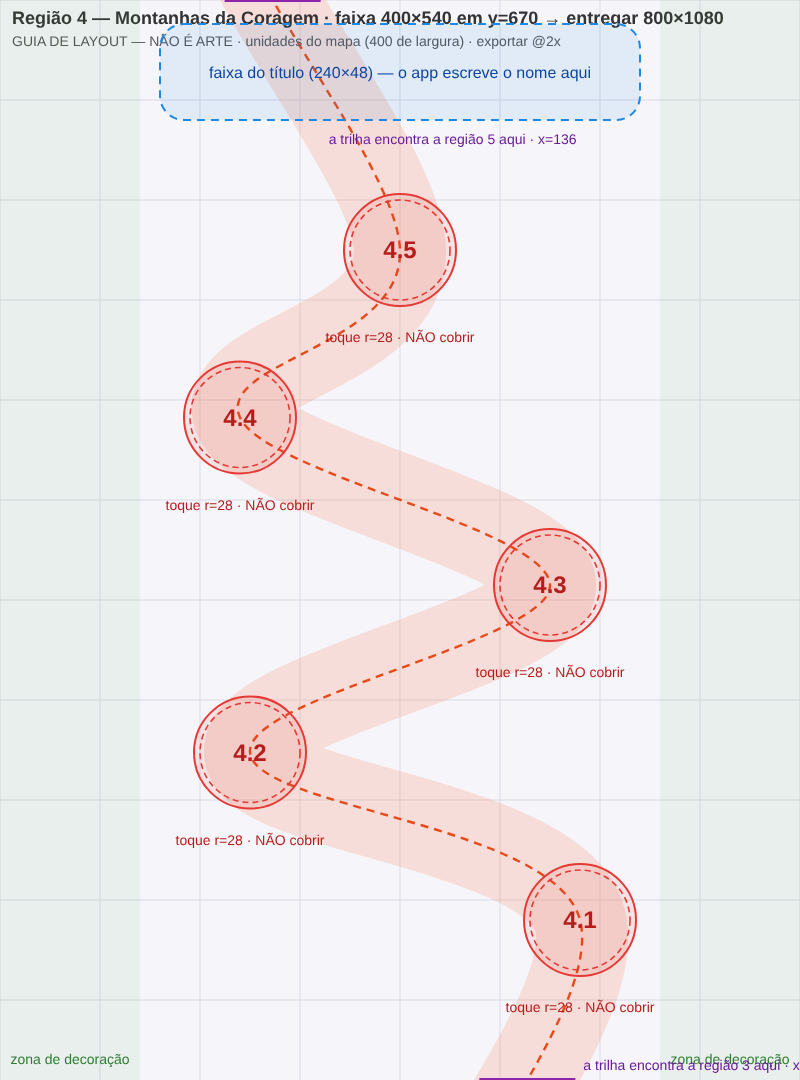 Região 4 — Montanhas da Coragem · faixa 400×540 em y=670 → entregar 800×1080
GUIA DE LAYOUT — NÃO É ARTE · unidades do mapa (400 de largura) · exportar @2x
faixa do título (240×48) — o app escreve o nome aqui
a trilha encontra a região 5 aqui · x=136
4.5
toque r=28 · NÃO cobrir
4.4
toque r=28 · NÃO cobrir
4.3
toque r=28 · NÃO cobrir
4.2
toque r=28 · NÃO cobrir
4.1
toque r=28 · NÃO cobrir
zona de decoração
zona de decoração
a trilha encontra a região 3 aqui · x